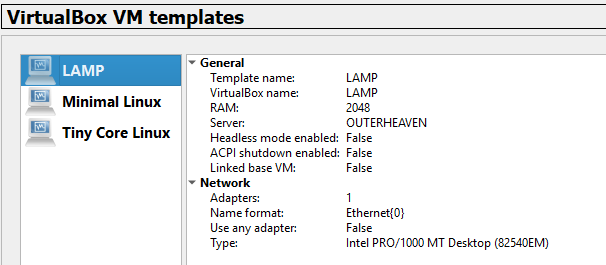 VirtualBox VM templates
LAMP
Minimal Linux
Tiny Core Linux
General
Template name: LAMP
VirtualBox name: LAMP
RAM: 2048
Server: OUTERHEAVEN
Headless mode enabled: False
ACPI shutdown enabled: False
Linked base VM: False
Network
Adapters: 1
Name format: Ethernet{0}
Use any adapter: False
Type: Intel PRO/1000 MT Desktop (82540EM)